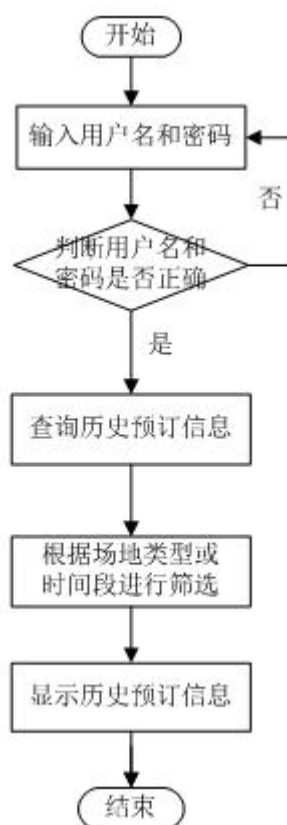 开始
输入用户名和密码
否
判断用户名和
密码是否正确
是
查询历史预订信息
根据场地类型或
时间段进行筛选
显示历史预订信息
结束